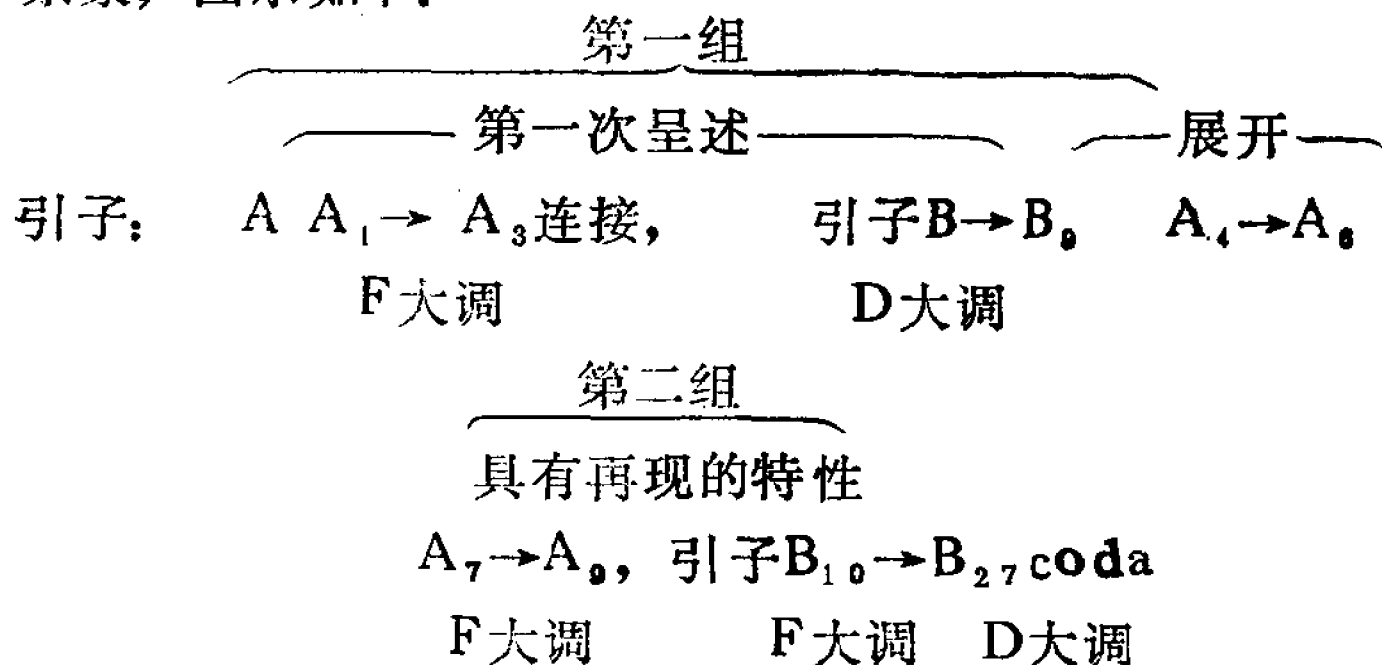 第一组
第一次呈述 展开
引子： A A₁→ A₃连接， 引子B→B₉ A₄→A₆
F大调 D大调
第二组
具有再现的特性
A₇→A₉，引子B₁₀→B₂₇coda
F大调 F大调 D大调